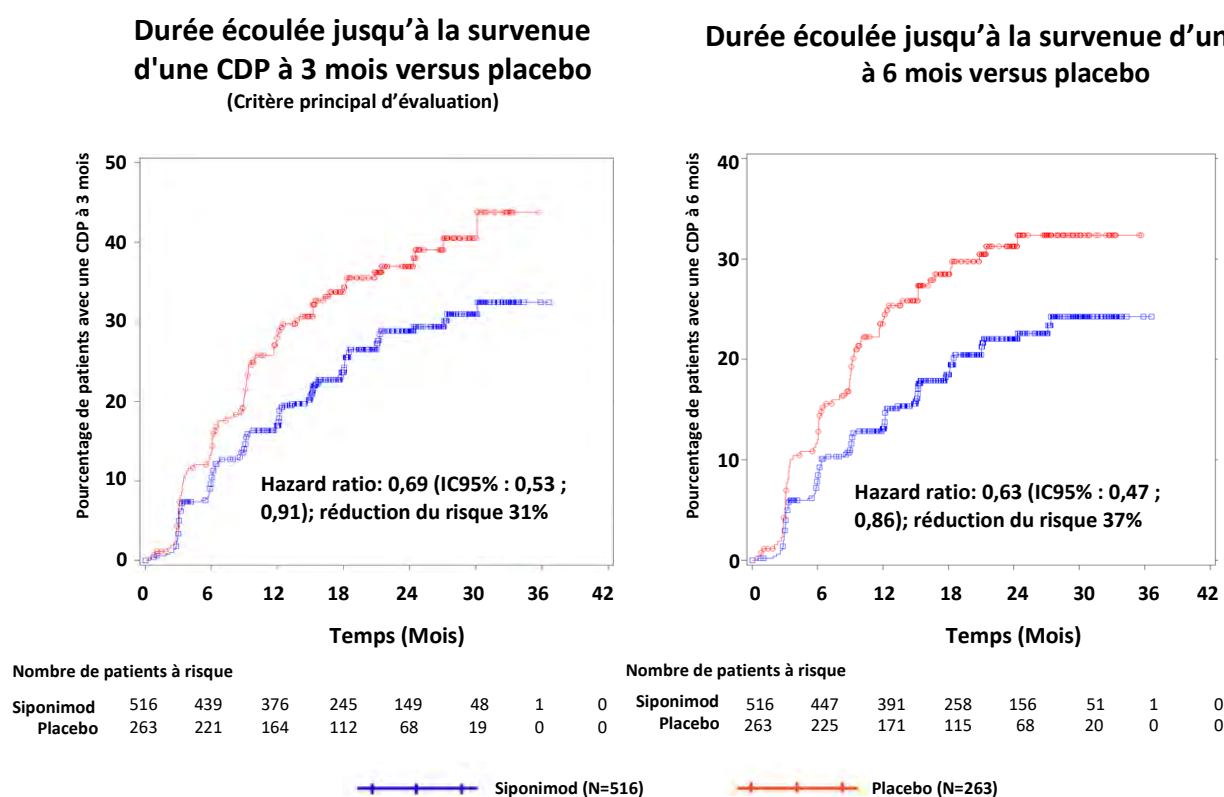 Durée écoulée jusqu’à la survenue
d'une CDP à 3 mois versus placebo
(Critère principal d’évaluation)
Pourcentage de patients avec une CDP à 3 mois
50
40
30
20
10
0
Hazard ratio: 0,69 (IC95% : 0,53 ;
0,91); réduction du risque 31%
0 6 12 18 24 30 36 42
Temps (Mois)
Nombre de patients à risque
Siponimod 516 439 376 245 149 48 1 0
Placebo 263 221 164 112 68 19 0 0
Durée écoulée jusqu’à la survenue d’un
à 6 mois versus placebo
Pourcentage de patients avec une CDP à 6 mois
40
30
20
10
0
Hazard ratio: 0,63 (IC95% : 0,47 ;
0,86); réduction du risque 37%
0 6 12 18 24 30 36 42
Temps (Mois)
Nombre de patients à risque
Siponimod 516 447 391 258 156 51 1 0
Placebo 263 225 171 115 68 20 0 0
Siponimod (N=516) Placebo (N=263)